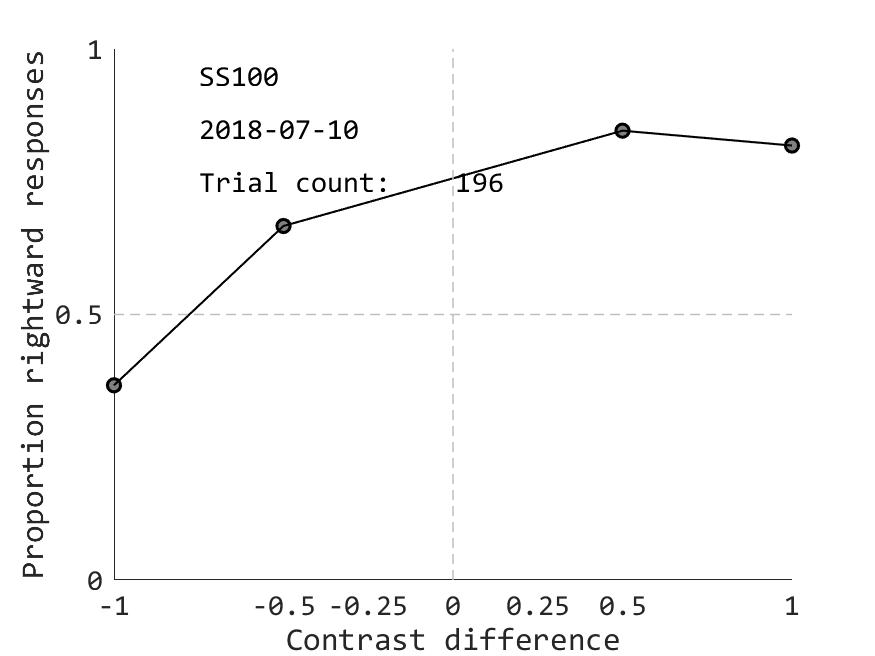 SS100
2018-07-10
Trial count: 196
Proportion rightward responses
1
0.5
0
-1 -0.5 -0.25 0 0.25 0.5 1
Contrast difference